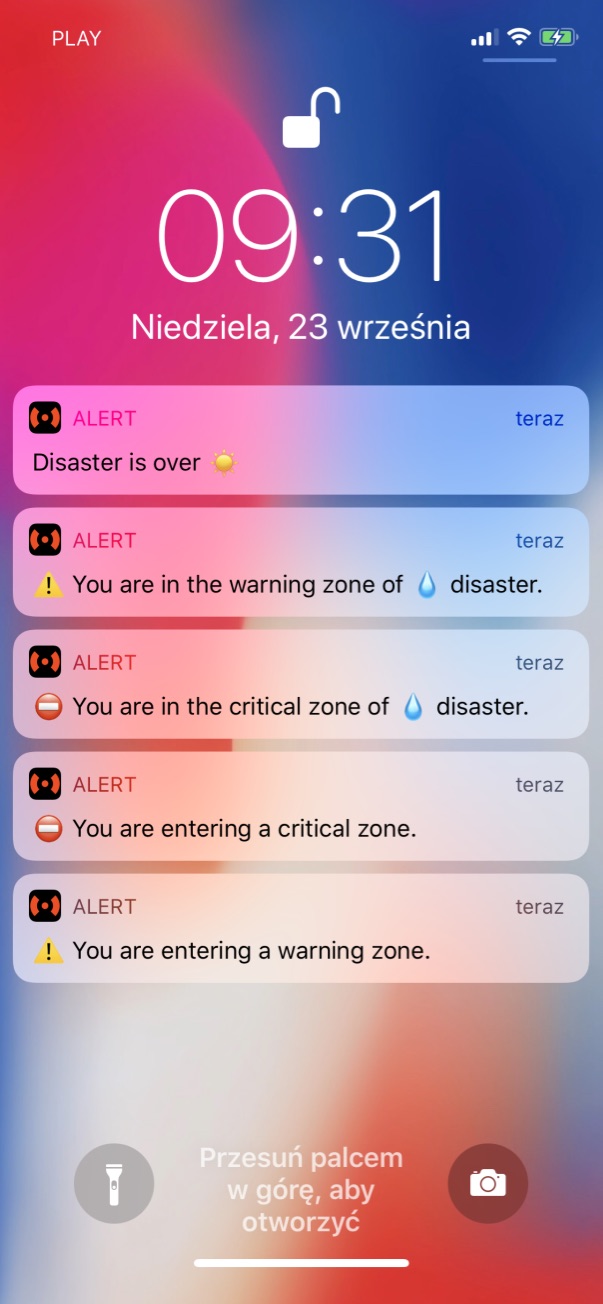 PLAY
09:31
Niedziela, 23 września
ALERT teraz
Disaster is over ☀️
ALERT teraz
⚠️ You are in the warning zone of 💧 disaster.
ALERT teraz
⛔ You are in the critical zone of 💧 disaster.
ALERT teraz
⛔ You are entering a critical zone.
ALERT teraz
⚠️ You are entering a warning zone.
Przesuń palcem
w górę, aby
otworzyć